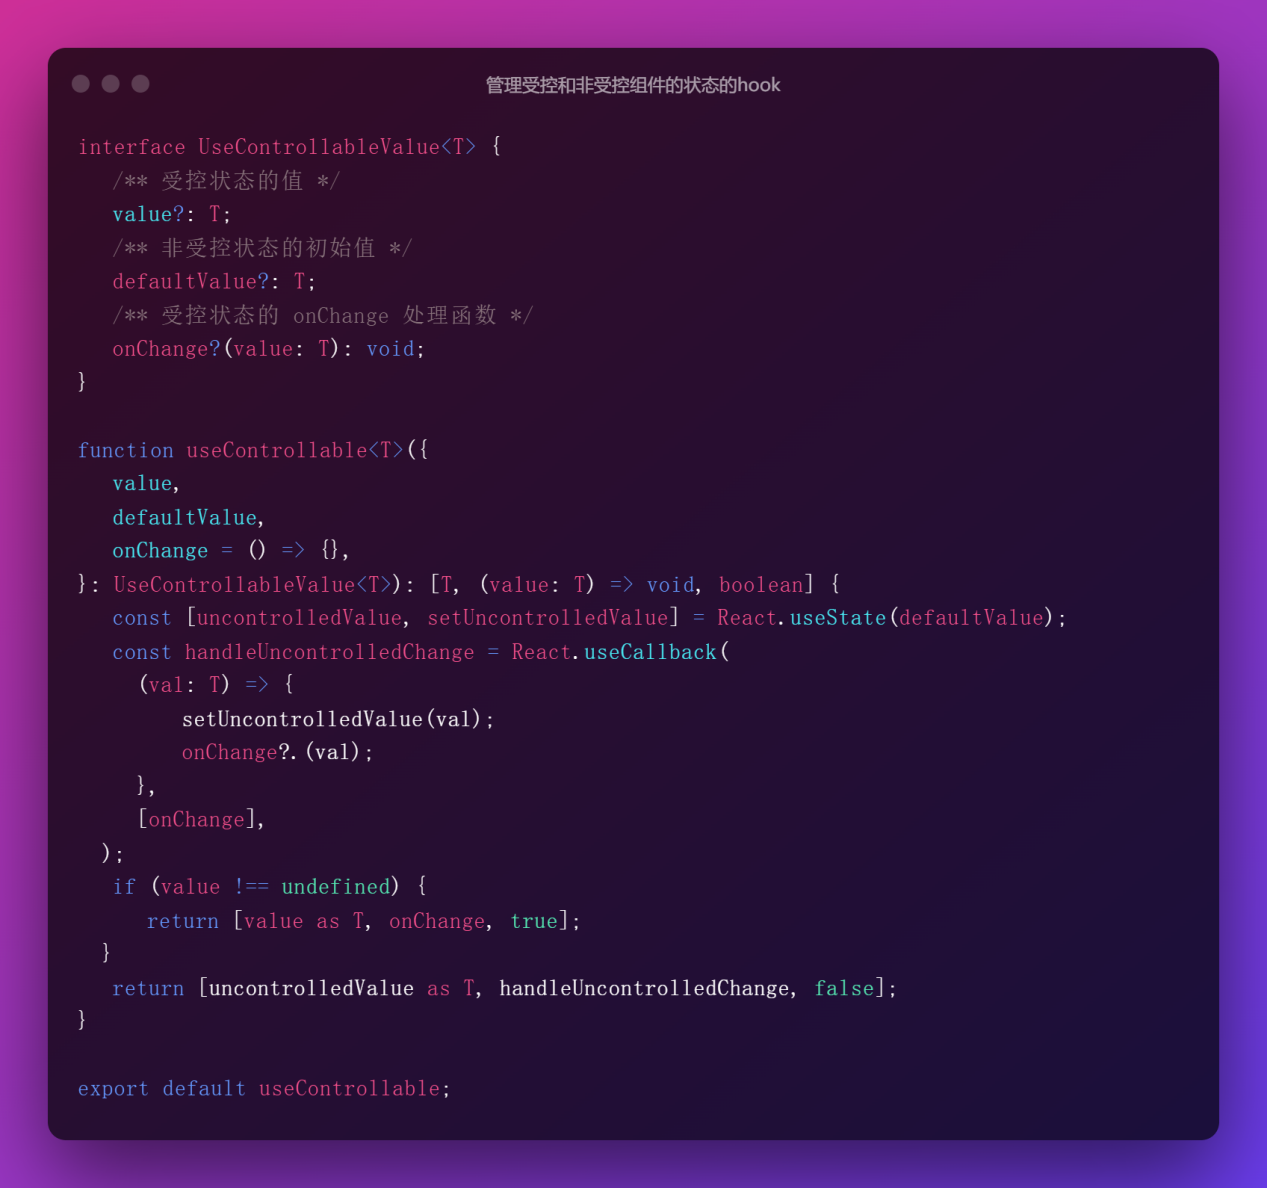 管理受控和非受控组件的状态的hook
interface UseControllableValue<T> {
/** 受控状态的值 */
value?: T;
/** 非受控状态的初始值 */
defaultValue?: T;
/** 受控状态的 onChange 处理函数 */
onChange?(value: T): void;
}
function useControllable<T>({
value,
defaultValue,
onChange = () => {},
}: UseControllableValue<T>): [T, (value: T) => void, boolean] {
const [uncontrolledValue, setUncontrolledValue] = React.useState(defaultValue);
const handleUncontrolledChange = React.useCallback(
(val: T) => {
setUncontrolledValue(val);
onChange?.(val);
},
[onChange],
);
if (value !== undefined) {
return [value as T, onChange, true];
}
return [uncontrolledValue as T, handleUncontrolledChange, false];
}
export default useControllable;